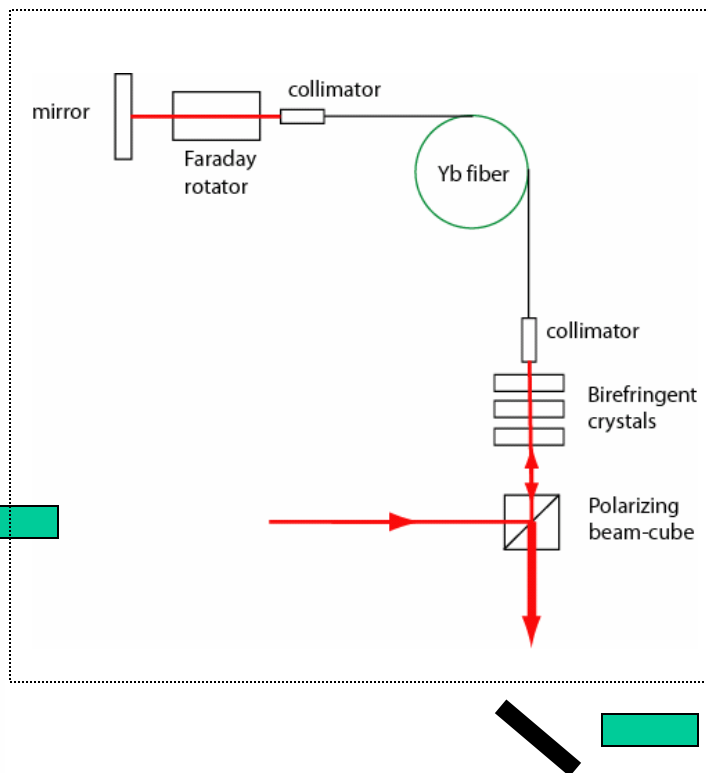 collimator
mirror
Faraday
rotator
Yb fiber
collimator
Birefringent
crystals
Polarizing
beam-cube